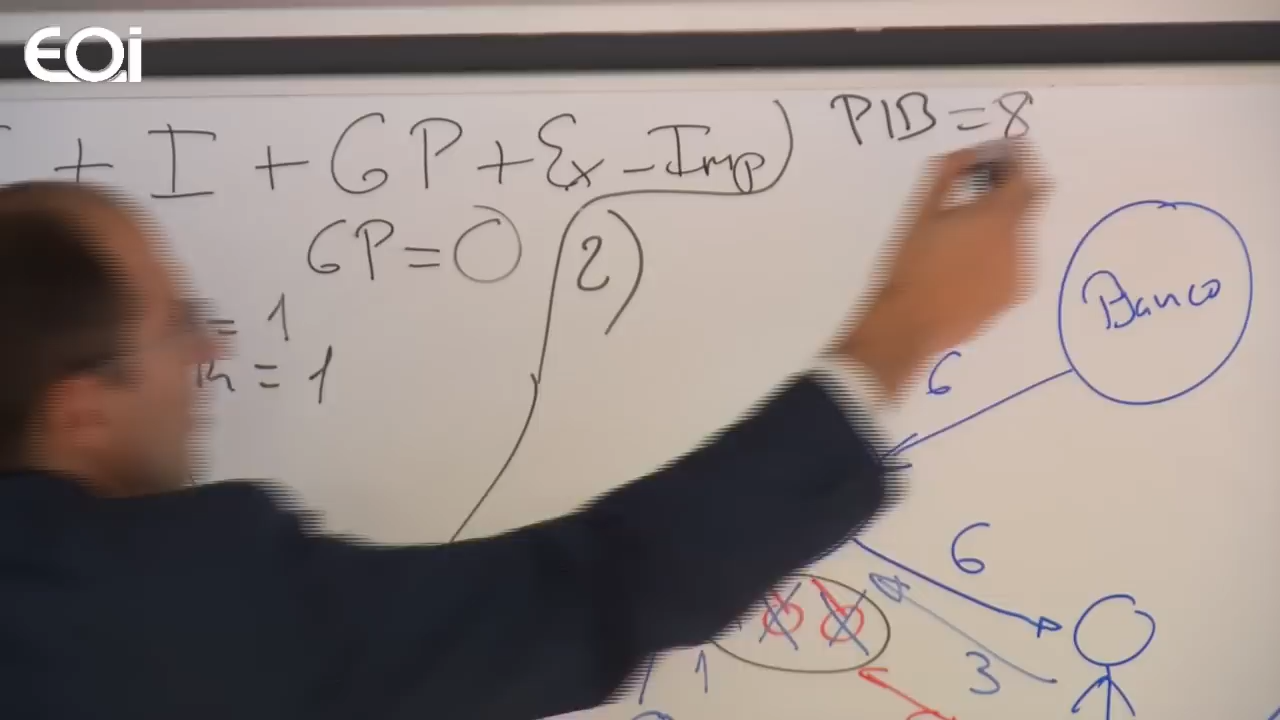 EOi
+ I + GP + Ex - Imp)
PIB = 8
GP = 0
2)
= 1
= 1
Banco
6
6
3
1